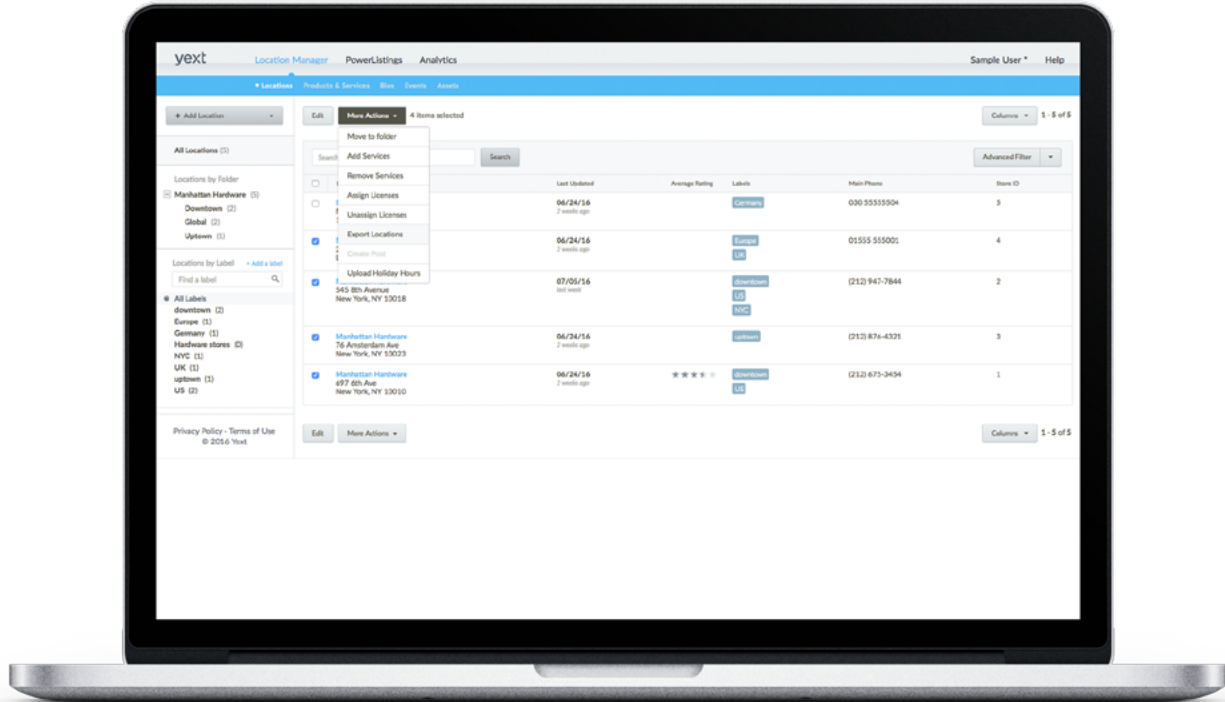 yext
Location Manager PowerListings Analytics
Sample User Help
Locations Products & Services Bios Events Assets
+ Add Location
Edit More Actions 4 items selected
Columns 1 - 5 of 5
All Locations (5)
Locations by Folder
Manhattan Hardware (5)
Downtown (2)
Global (2)
Uptown (1)
Locations by Label + Add a label
Find a label
All Labels
downtown (2)
Europe (1)
Germany (1)
Hardware stores (0)
NYC (1)
UK (1)
uptown (1)
US (2)
Privacy Policy - Terms of Use
© 2016 Yext
Move to folder
Add Services
Remove Services
Assign Licenses
Unassign Licenses
Export Locations
Create Post
Upload Holiday Hours
Search
Advanced Filter
Last Updated Average Rating Labels Main Phone Store ID
06/24/16 Germany 030 55555504 5
2 weeks ago
06/24/16 Europe 01555 555001 4
2 weeks ago UK
07/05/16 downtown (212) 947-7844 2
545 8th Avenue last week US
New York, NY 10018 NYC
Manhattan Hardware 06/24/16 uptown (212) 876-4321 3
76 Amsterdam Ave 2 weeks ago
New York, NY 10023
Manhattan Hardware 06/24/16 downtown (212) 675-3454 1
697 6th Ave 2 weeks ago US
New York, NY 10010
Edit More Actions
Columns 1 - 5 of 5